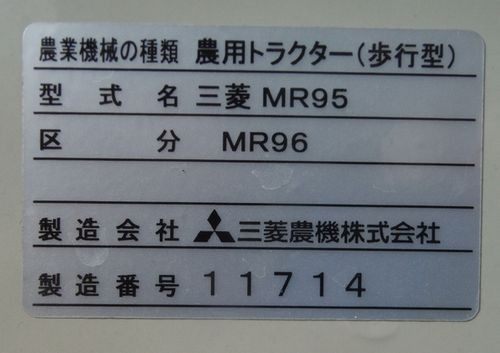 農業機械の種類 農用トラクター(歩行型)
型式名 三菱 MR95
区分 MR96
製造会社 三菱農機株式会社
製造番号 11714